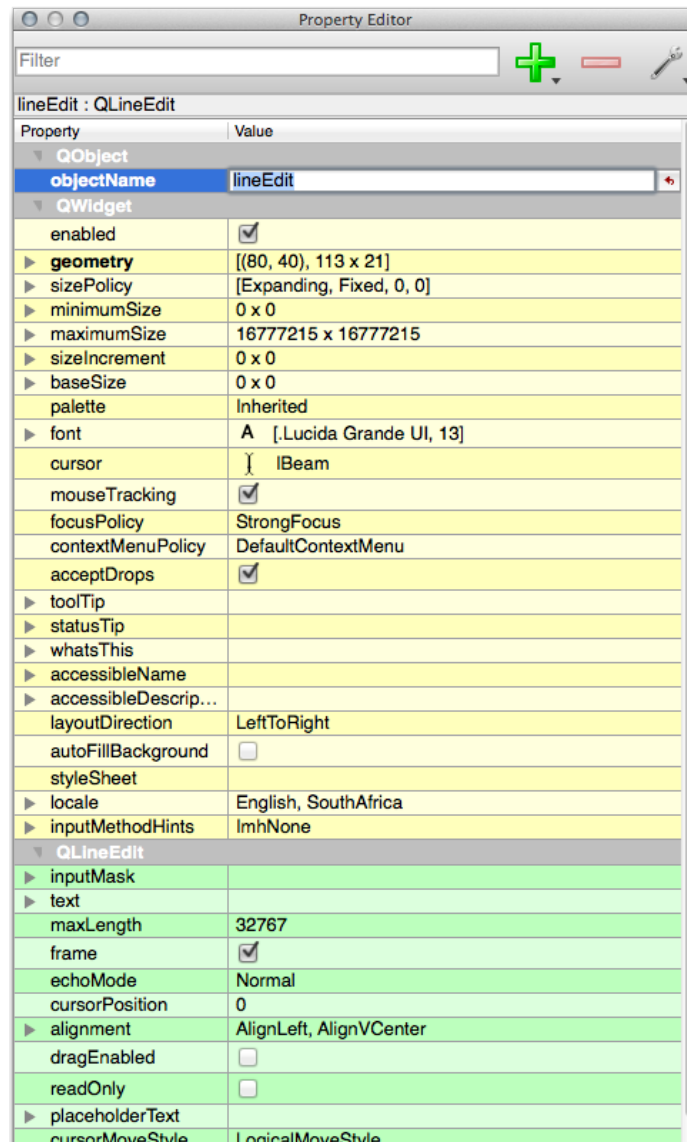 Property Editor
Filter
lineEdit : QLineEdit
Property Value
QObject
objectName lineEdit
QWidget
enabled
geometry [(80, 40), 113 x 21]
sizePolicy [Expanding, Fixed, 0, 0]
minimumSize 0 x 0
maximumSize 16777215 x 16777215
sizeIncrement 0 x 0
baseSize 0 x 0
palette Inherited
font A [.Lucida Grande UI, 13]
cursor IBeam
mouseTracking
focusPolicy StrongFocus
contextMenuPolicy DefaultContextMenu
acceptDrops
toolTip
statusTip
whatsThis
accessibleName
accessibleDescrip...
layoutDirection LeftToRight
autoFillBackground
styleSheet
locale English, SouthAfrica
inputMethodHints ImhNone
QLineEdit
inputMask
text
maxLength 32767
frame
echoMode Normal
cursorPosition 0
alignment AlignLeft, AlignVCenter
dragEnabled
readOnly
placeholderText
cursorMoveStyle LogicalMoveStyle